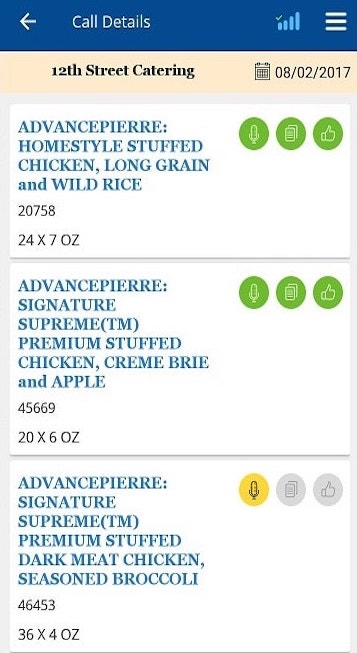 Call Details
12th Street Catering 08/02/2017
ADVANCEPIERRE:
HOMESTYLE STUFFED
CHICKEN, LONG GRAIN
and WILD RICE
20758
24 X 7 OZ
ADVANCEPIERRE:
SIGNATURE
SUPREME(TM)
PREMIUM STUFFED
CHICKEN, CREME BRIE
and APPLE
45669
20 X 6 OZ
ADVANCEPIERRE:
SIGNATURE
SUPREME(TM)
PREMIUM STUFFED
DARK MEAT CHICKEN,
SEASONED BROCCOLI
46453
36 X 4 OZ